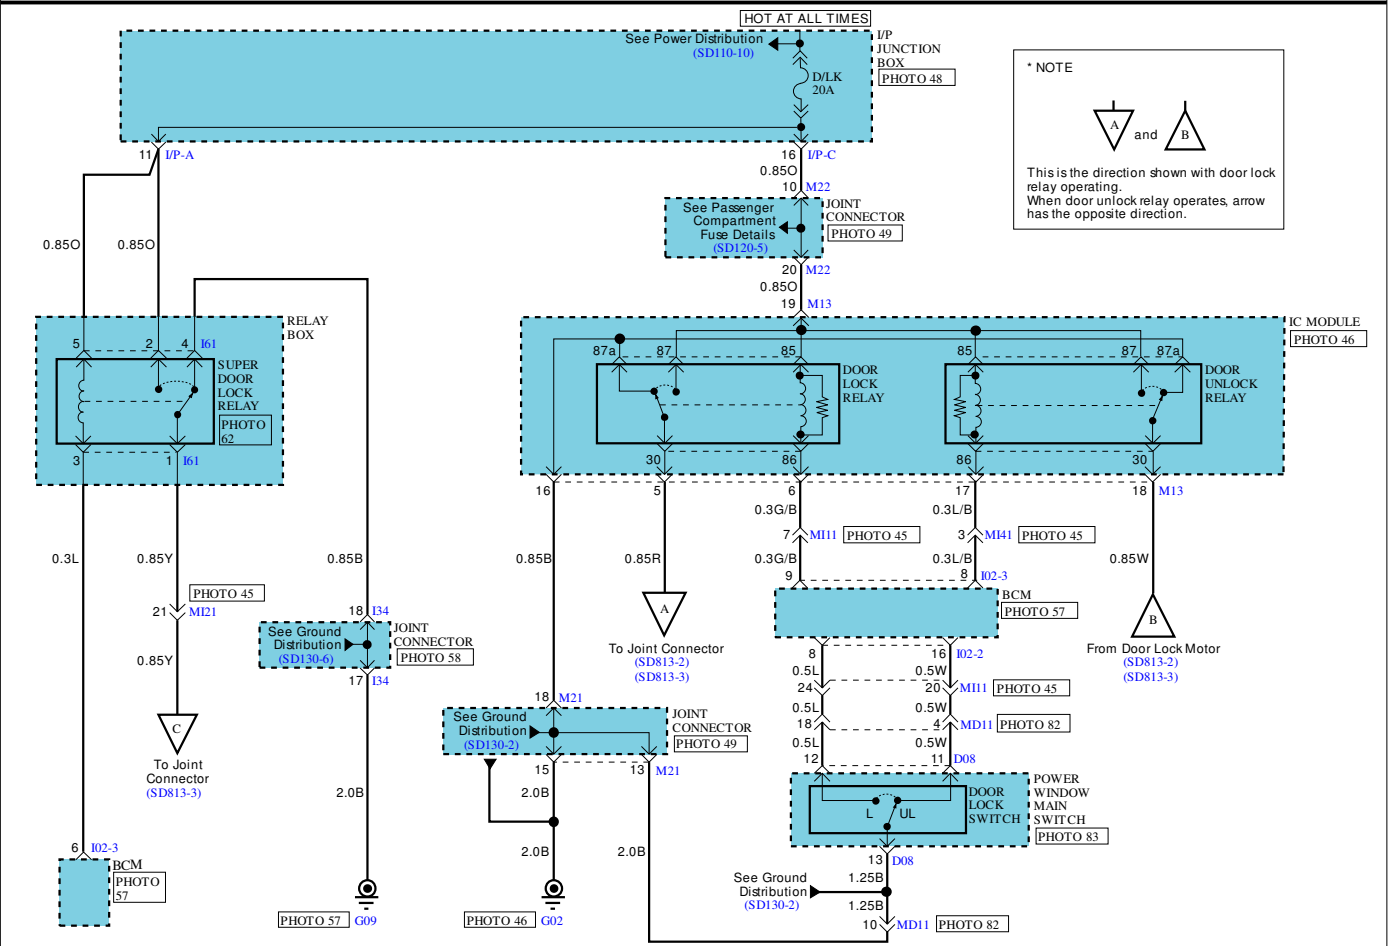 HOT AT ALL TIMES
See Power Distribution
(SD110-10)
D/LK
20A
I/P
JUNCTION
BOX
PHOTO 48
* NOTE
A
and
B
This is the direction shown with door lock
relay operating.
When door unlock relay operates, arrow
has the opposite direction.
11
I/P-A
16
I/P-C
0.85O
10
M22
See Passenger
Compartment
Fuse Details
(SD120-5)
JOINT
CONNECTOR
PHOTO 49
0.85O
0.85O
20
M22
0.85O
19
M13
RELAY
BOX
IC MODULE
PHOTO 46
5
2
4
I61
SUPER
DOOR
LOCK
RELAY
PHOTO
62
3
1
I61
87a
87
85
DOOR
LOCK
RELAY
85
87
87a
DOOR
UNLOCK
RELAY
30
86
86
30
16
5
6
17
18
M13
0.3G/B
0.3L/B
7
MI11
PHOTO 45
3
MI41
PHOTO 45
0.3L
0.85Y
0.85B
0.85B
0.85R
0.3G/B
0.3L/B
0.85W
9
8
I02-3
BCM
PHOTO 57
PHOTO 45
21
MI21
18
I34
See Ground
Distribution
(SD130-6)
JOINT
CONNECTOR
PHOTO 58
17
I34
A
To Joint Connector
(SD813-2)
(SD813-3)
B
From Door Lock Motor
(SD813-2)
(SD813-3)
0.85Y
8
16
I02-2
0.5L
0.5W
24
20
MI11
PHOTO 45
0.5L
0.5W
18
4
MD11
PHOTO 82
0.5L
0.5W
12
11
D08
C
To Joint
Connector
(SD813-3)
18
M21
See Ground
Distribution
(SD130-2)
JOINT
CONNECTOR
PHOTO 49
15
13
M21
2.0B
2.0B
DOOR
LOCK
SWITCH
L
UL
POWER
WINDOW
MAIN
SWITCH
PHOTO 83
6
I02-3
BCM
PHOTO
57
2.0B
2.0B
13
D08
1.25B
See Ground
Distribution
(SD130-2)
1.25B
10
MD11
PHOTO 82
PHOTO 57
G09
PHOTO 46
G02